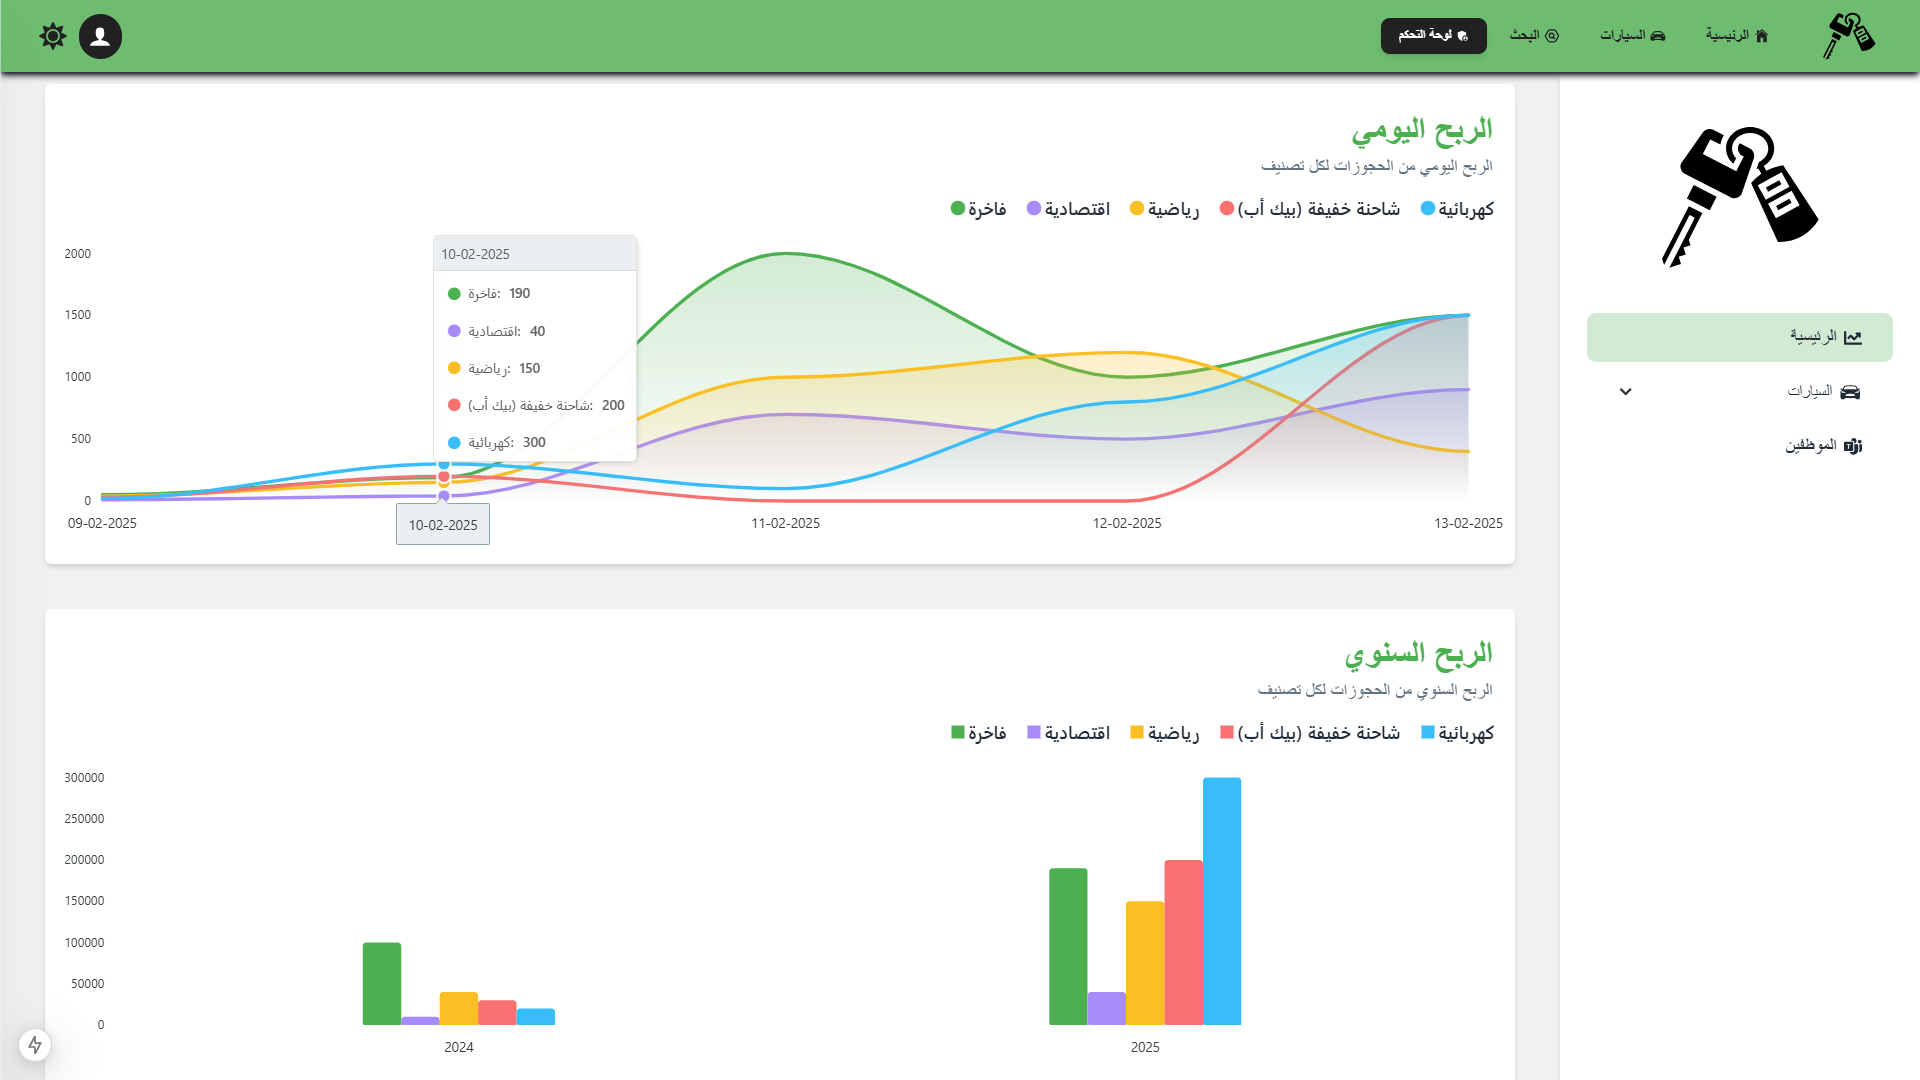 الرئيسية
السيارات
البحث
لوحة التحكم
الربح اليومي
الربح اليومي من الحجوزات لكل تصنيف
كهربائية
شاحنة خفيفة (بيك أب)
رياضية
اقتصادية
فاخرة
2000
1500
1000
500
0
10-02-2025
فاخرة: 190
اقتصادية: 40
رياضية: 150
شاحنة خفيفة (بيك أب): 200
كهربائية: 300
09-02-2025
10-02-2025
11-02-2025
12-02-2025
13-02-2025
الرئيسية
السيارات
الموظفين
الربح السنوي
الربح السنوي من الحجوزات لكل تصنيف
كهربائية
شاحنة خفيفة (بيك أب)
رياضية
اقتصادية
فاخرة
300000
250000
200000
150000
100000
50000
0
2024
2025